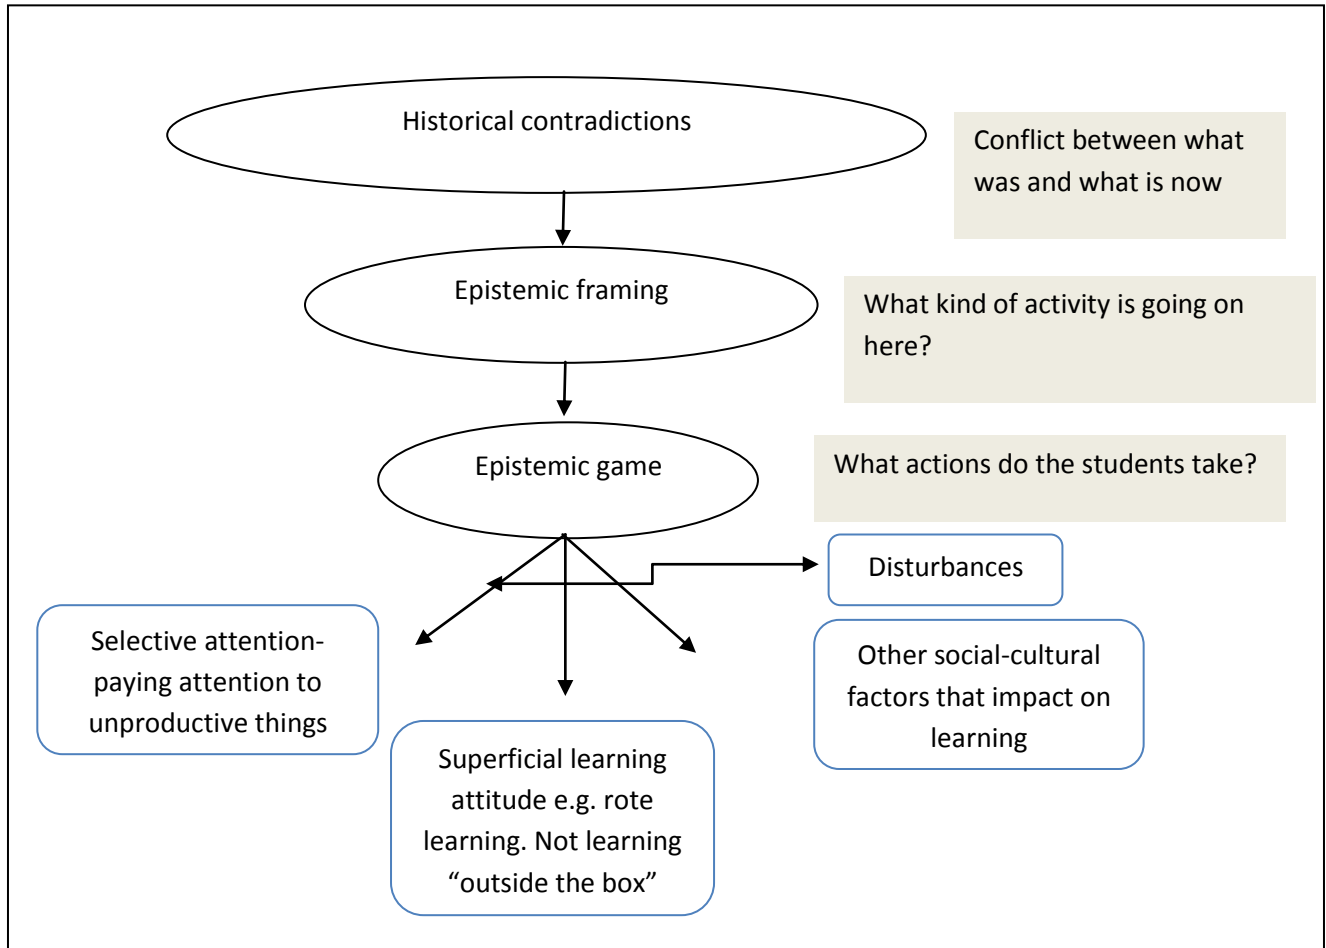 Historical contradictions
Conflict between what
was and what is now
Epistemic framing
What kind of activity is going on
here?
Epistemic game
What actions do the students take?
Disturbances
Selective attention-
paying attention to
unproductive things
Other social-cultural
factors that impact on
learning
Superficial learning
attitude e.g. rote
learning. Not learning
“outside the box”